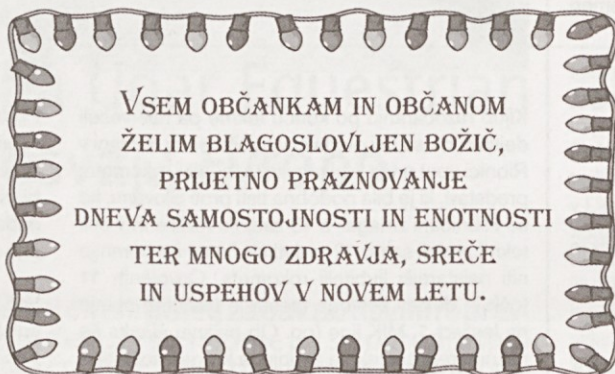 VSEM OBČANKAM IN OBČANOM
ŽELIM BLAGOSLOVLJEN BOŽIČ,
PRIJETNO PRAZNOVANJE
DNEVA SAMOSTOJNOSTI IN ENOTNOSTI
TER MNOGO ZDRAVJA, SREČE
IN USPEHOV V NOVEM LETU.